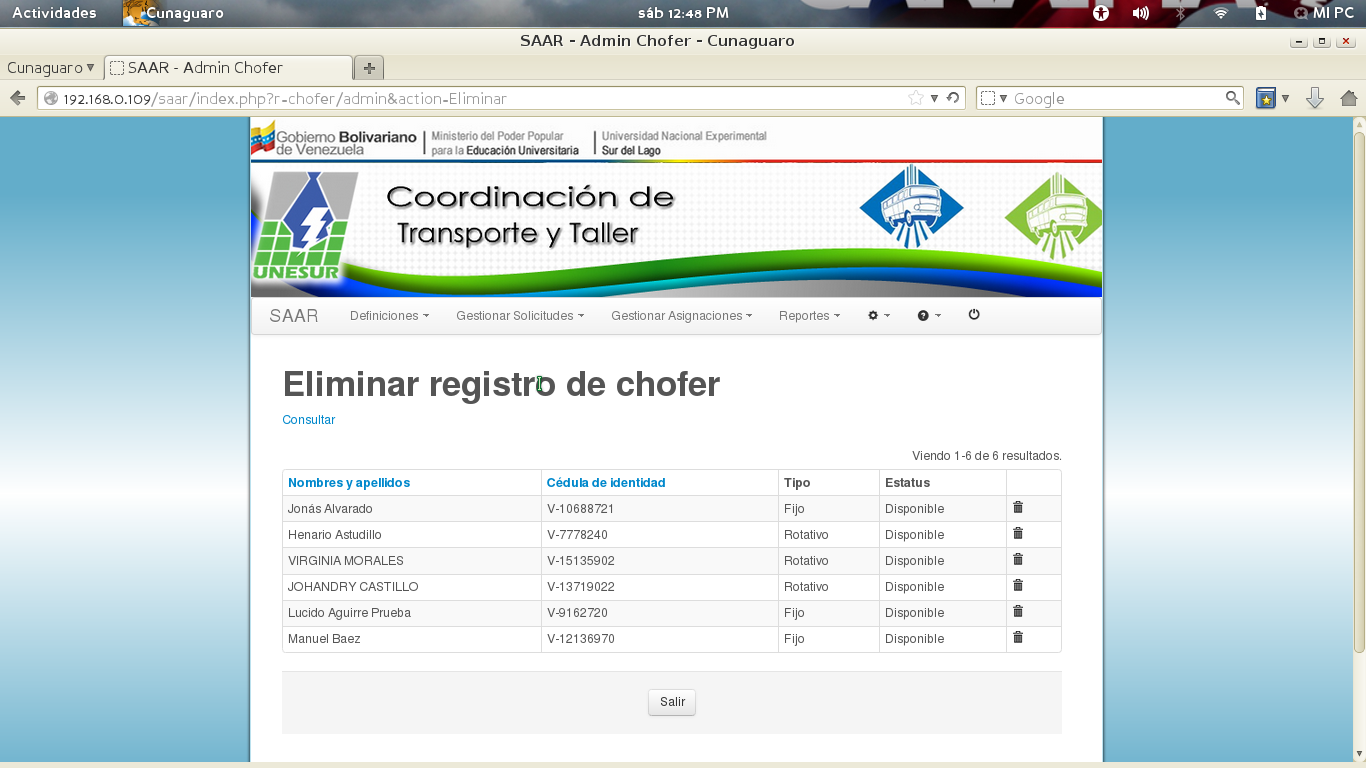 Actividades Cunaguaro sáb 12:48 PM MI PC
SAAR - Admin Chofer - Cunaguaro
Cunaguaro SAAR - Admin Chofer
192.168.0.109/saar/index.php?r-chofer/admin&action-Eliminar Google
Gobierno Bolivariano de Venezuela
Ministerio del Poder Popular
para la Educación Universitaria
Universidad Nacional Experimental
Sur del Lago
Coordinación de
Transporte y Taller
UNESUR
SAAR Definiciones Gestionar Solicitudes Gestionar Asignaciones Reportes
Eliminar registro de chofer
Consultar
Viendo 1-6 de 6 resultados.
Nombres y apellidos Cédula de identidad Tipo Estatus
Jonás Alvarado V-10688721 Fijo Disponible
Henario Astudillo V-7778240 Rotativo Disponible
VIRGINIA MORALES V-15135902 Rotativo Disponible
JOHANDRY CASTILLO V-13719022 Rotativo Disponible
Lucido Aguirre Prueba V-9162720 Fijo Disponible
Manuel Baez V-12136970 Fijo Disponible
Salir